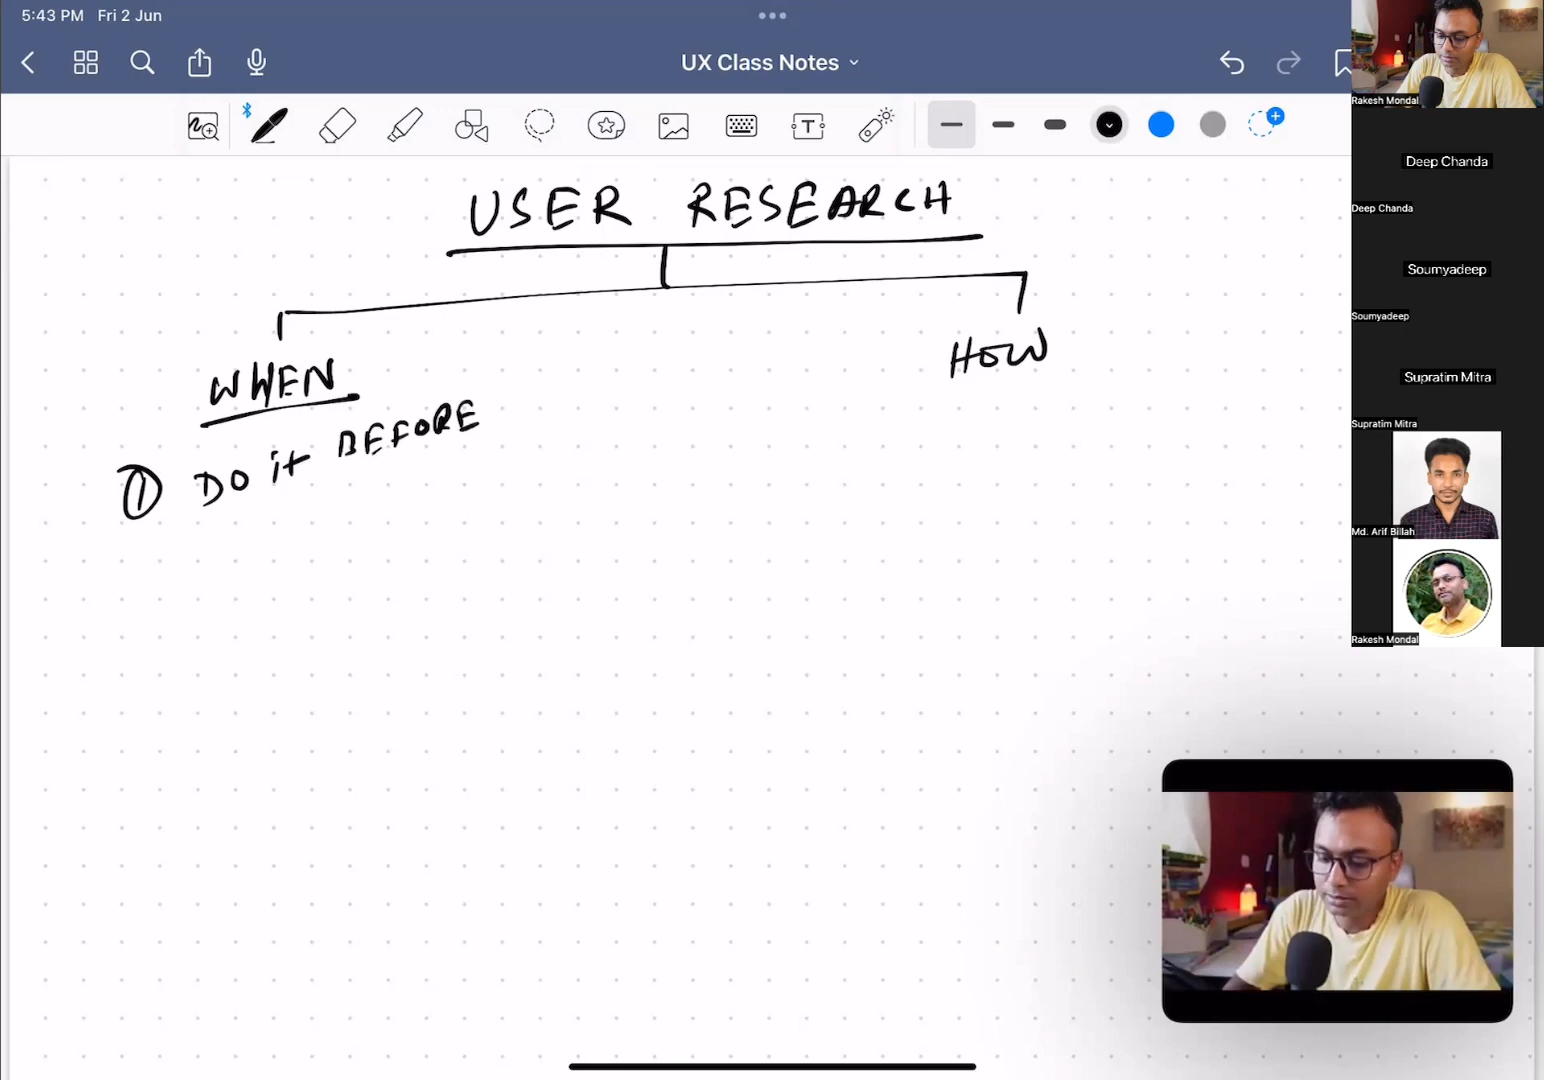 5:43 PM Fri 2 Jun
UX Class Notes
T
USER RESEARCH
WHEN
HOW
① DO it BEFORE
Rakesh Mondal
Deep Chanda
Deep Chanda
Soumyadeep
Soumyadeep
Supratim Mitra
Supratim Mitra
Md. Arif Billah
Rakesh Mondal